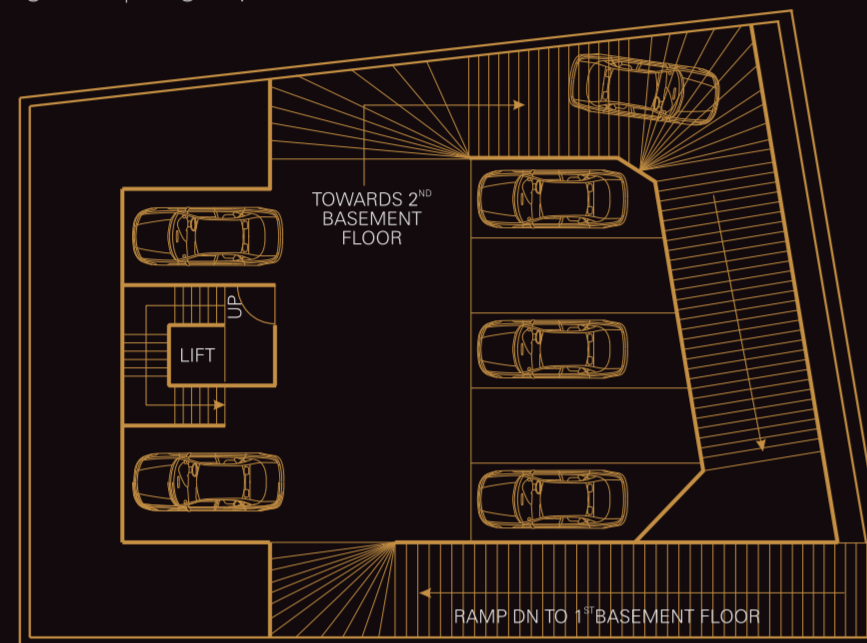 TOWARDS 2ND
BASEMENT
FLOOR
UP
LIFT
RAMP DN TO 1ST BASEMENT FLOOR